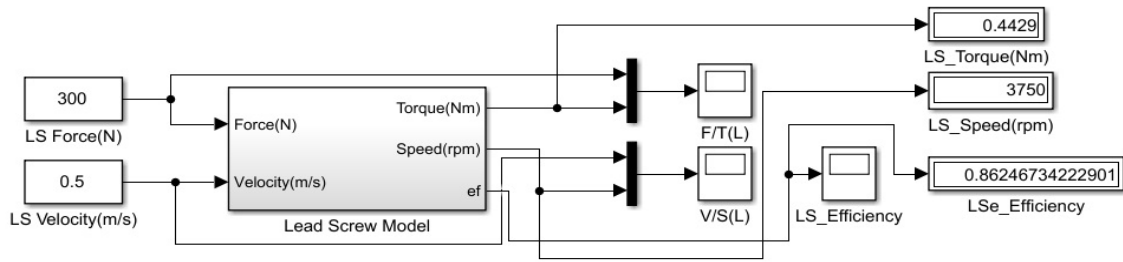 0.4429
LS_Torque(Nm)
300
LS Force(N)
Force(N)
Torque(Nm)
F/T(L)
3750
LS_Speed(rpm)
0.5
LS Velocity(m/s)
Velocity(m/s)
Speed(rpm)
ef
Lead Screw Model
V/S(L)
LS_Efficiency
0.86246734222901
LSe_Efficiency